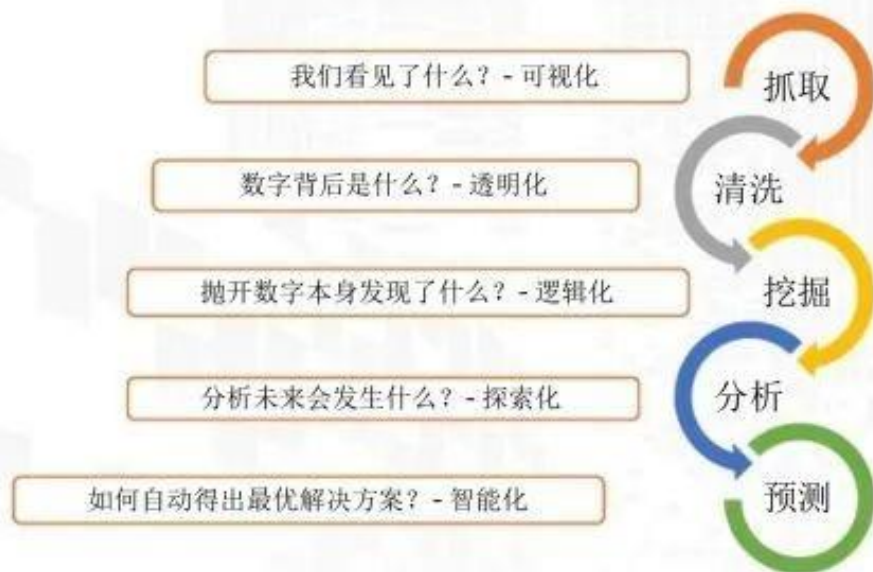 我们看见了什么？- 可视化
抓取
数字背后是什么？- 透明化
清洗
抛开数字本身发现了什么？- 逻辑化
挖掘
分析未来会发生什么？- 探索化
分析
如何自动得出最优解决方案？- 智能化
预测